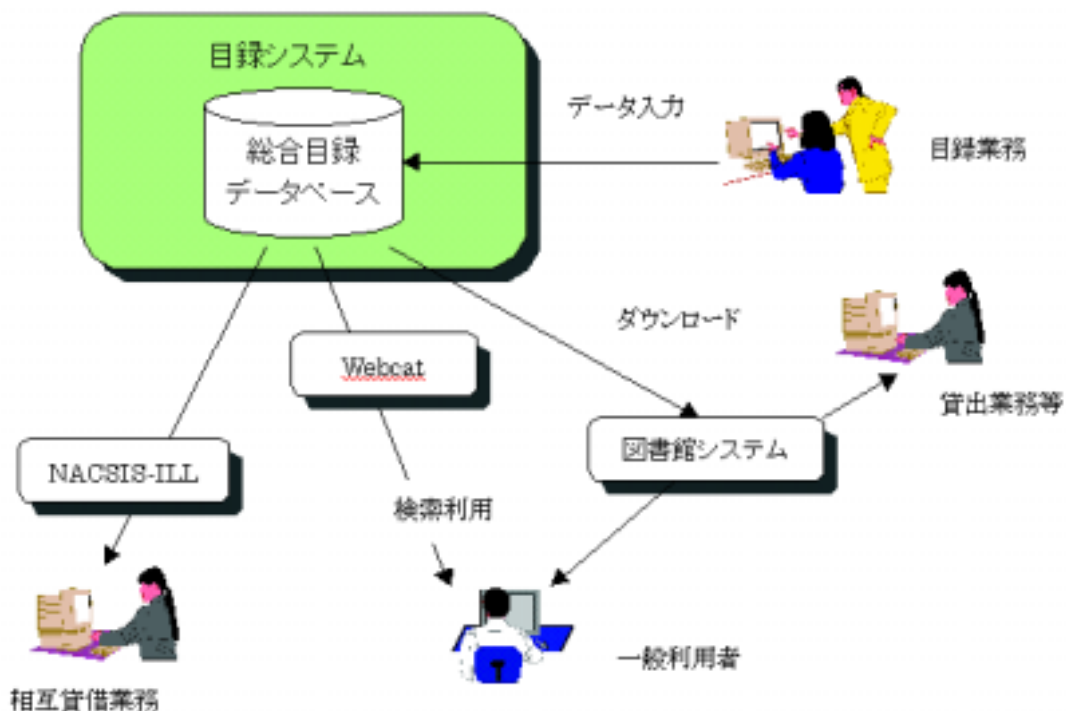 目録システム
総合目録
データベース
データ入力
目録業務
ダウンロード
Webcat
貸出業務等
図書館システム
NACSIS-ILL
検索利用
一般利用者
相互貸借業務